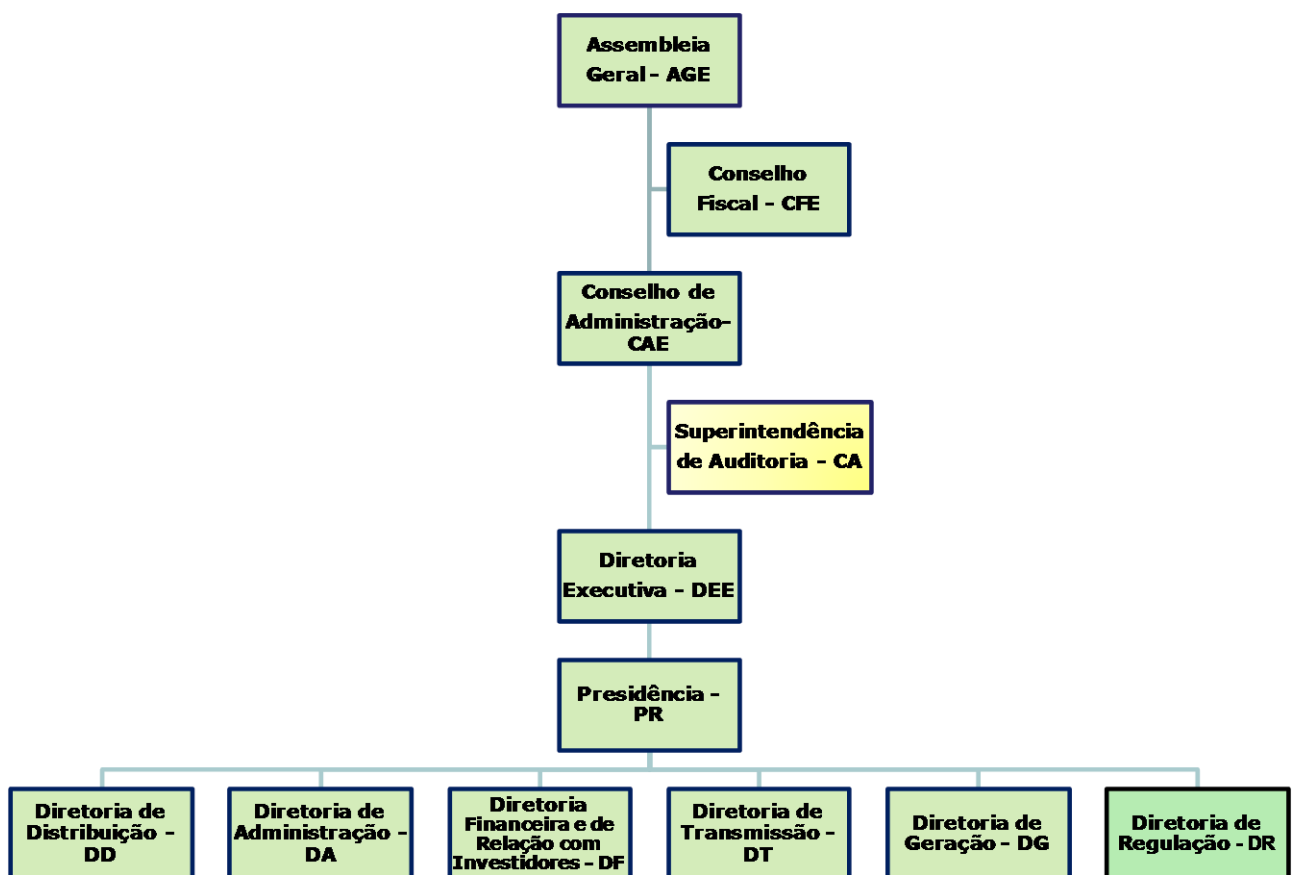 Assembleia
Geral - AGE
Conselho
Fiscal - CFE
Conselho de
Administração-
CAE
Superintendência
de Auditoria - CA
Diretoria
Executiva - DEE
Presidência -
PR
Diretoria de
Distribuição -
DD
Diretoria de
Administração -
DA
Diretoria
Financeira e de
Relação com
Investidores - DF
Diretoria de
Transmissão -
DT
Diretoria de
Geração - DG
Diretoria de
Regulação - DR